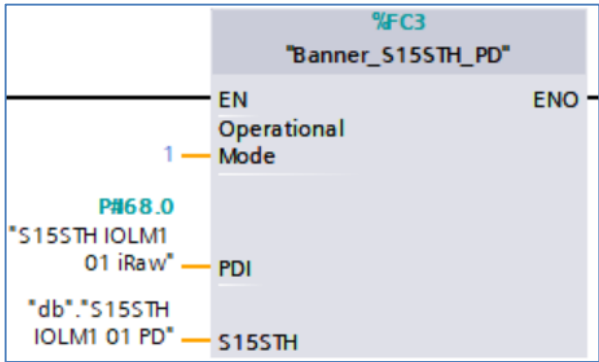 %FC3
"Banner_S15STH_PD"
EN ENO
Operational
1 Mode
P#I68.0
"S15STH IOLM1
01 iRaw" PDI
"db"."S15STH
IOLM1 01 PD" S15STH